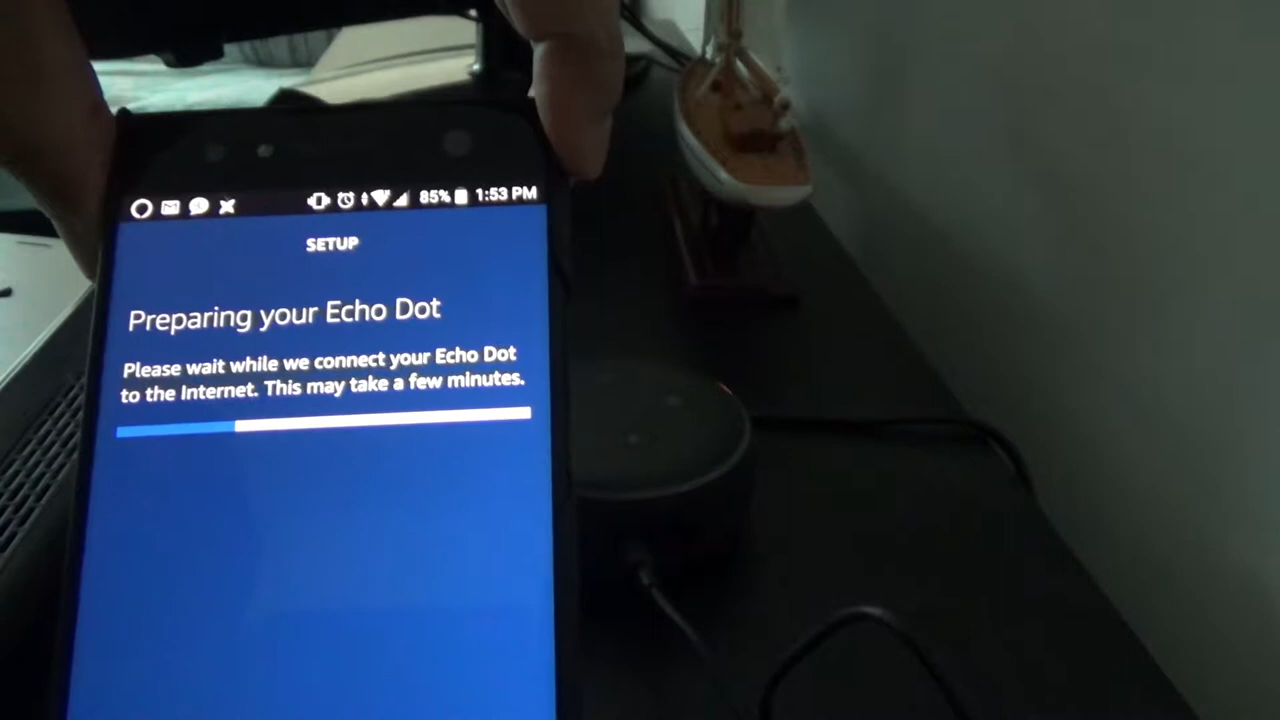 85% 1:53 PM
SETUP
Preparing your Echo Dot
Please wait while we connect your Echo Dot
to the Internet. This may take a few minutes.